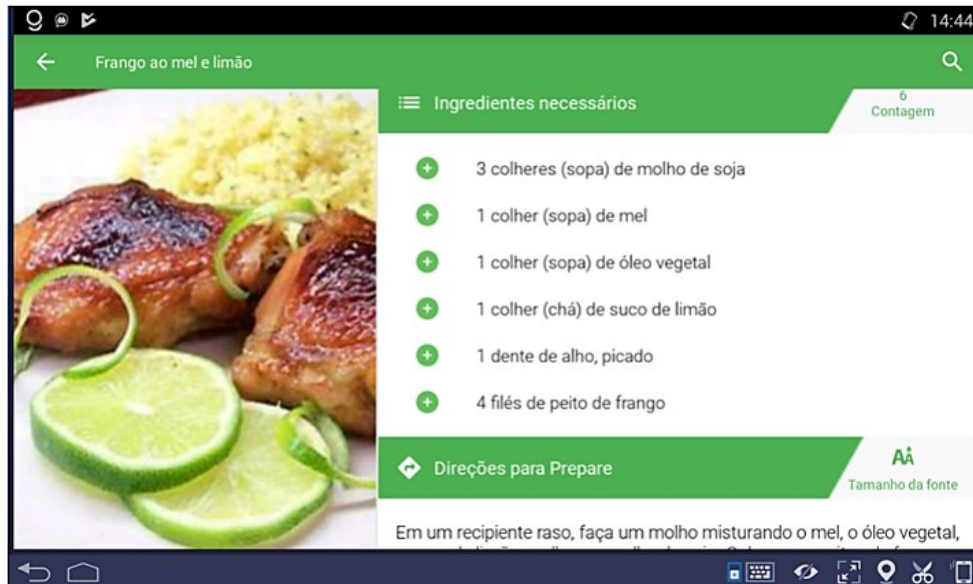 14:44
Frango ao mel e limão
Ingredientes necessários
6
Contagem
3 colheres (sopa) de molho de soja
1 colher (sopa) de mel
1 colher (sopa) de óleo vegetal
1 colher (chá) de suco de limão
1 dente de alho, picado
4 filés de peito de frango
Direções para Prepare
AA
Tamanho da fonte
Em um recipiente raso, faça um molho misturando o mel, o óleo vegetal,